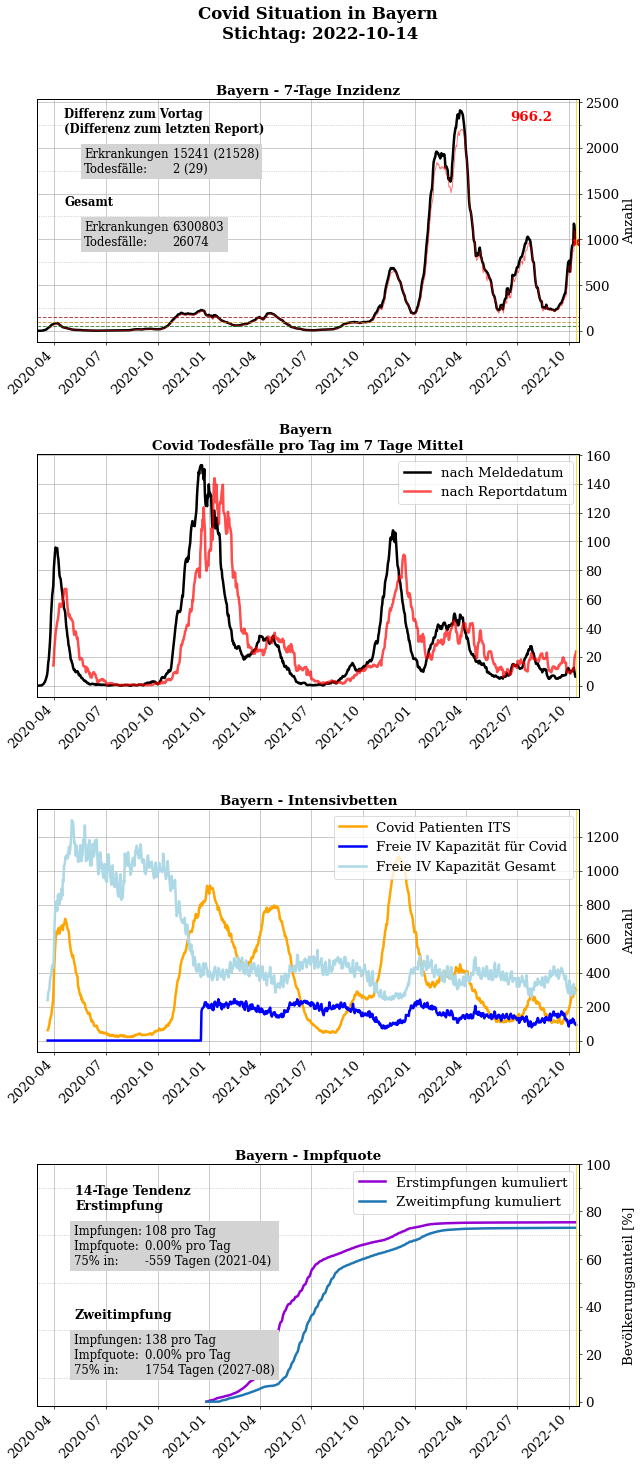 Covid Situation in Bayern
Stichtag: 2022-10-14
Bayern - 7-Tage Inzidenz
Differenz zum Vortag
(Differenz zum letzten Report)
Erkrankungen 15241 (21528)
Todesfälle: 2 (29)
Gesamt
Erkrankungen 6300803
Todesfälle: 26074
966.2
2500
2000
1500
1000
500
0
Anzahl
2020-04 2020-07 2020-10 2021-01 2021-04 2021-07 2021-10 2022-01 2022-04 2022-07 2022-10
Bayern
Covid Todesfälle pro Tag im 7 Tage Mittel
nach Meldedatum
nach Reportdatum
160
140
120
100
80
60
40
20
0
2020-04 2020-07 2020-10 2021-01 2021-04 2021-07 2021-10 2022-01 2022-04 2022-07 2022-10
Bayern - Intensivbetten
Covid Patienten ITS
Freie IV Kapazität für Covid
Freie IV Kapazität Gesamt
1200
1000
800
600
400
200
0
Anzahl
2020-04 2020-07 2020-10 2021-01 2021-04 2021-07 2021-10 2022-01 2022-04 2022-07 2022-10
Bayern - Impfquote
14-Tage Tendenz
Erstimpfung
Impfungen: 108 pro Tag
Impfquote: 0.00% pro Tag
75% in: -559 Tagen (2021-04)
Zweitimpfung
Impfungen: 138 pro Tag
Impfquote: 0.00% pro Tag
75% in: 1754 Tagen (2027-08)
Erstimpfungen kumuliert
Zweitimpfung kumuliert
100
80
60
40
20
0
Bevölkerungsanteil [%]
2020-04 2020-07 2020-10 2021-01 2021-04 2021-07 2021-10 2022-01 2022-04 2022-07 2022-10